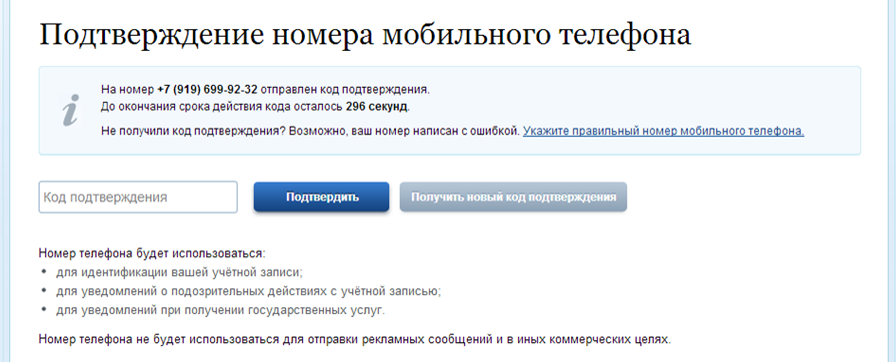 Подтверждение номера мобильного телефона
На номер +7 (919) 699-92-32 отправлен код подтверждения.
До окончания срока действия кода осталось 296 секунд.
Не получили код подтверждения? Возможно, ваш номер написан с ошибкой. Укажите правильный номер мобильного телефона.
Код подтверждения Подтвердить Получить новый код подтверждения
Номер телефона будет использоваться:
• для идентификации вашей учётной записи;
• для уведомлений о подозрительных действиях с учётной записью;
• для уведомлений при получении государственных услуг.
Номер телефона не будет использоваться для отправки рекламных сообщений и в иных коммерческих целях.